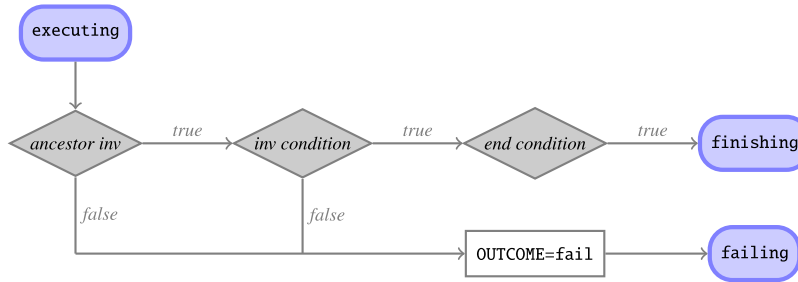 executing
ancestor inv
true
inv condition
true
end condition
true
finishing
false
false
OUTCOME=fail
failing